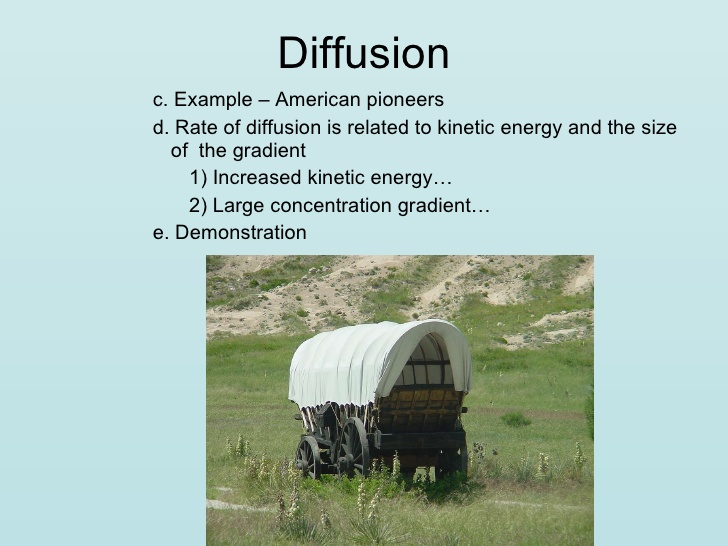 Diffusion
c. Example – American pioneers
d. Rate of diffusion is related to kinetic energy and the size
of  the gradient
1) Increased kinetic energy…
2) Large concentration gradient…
e. Demonstration